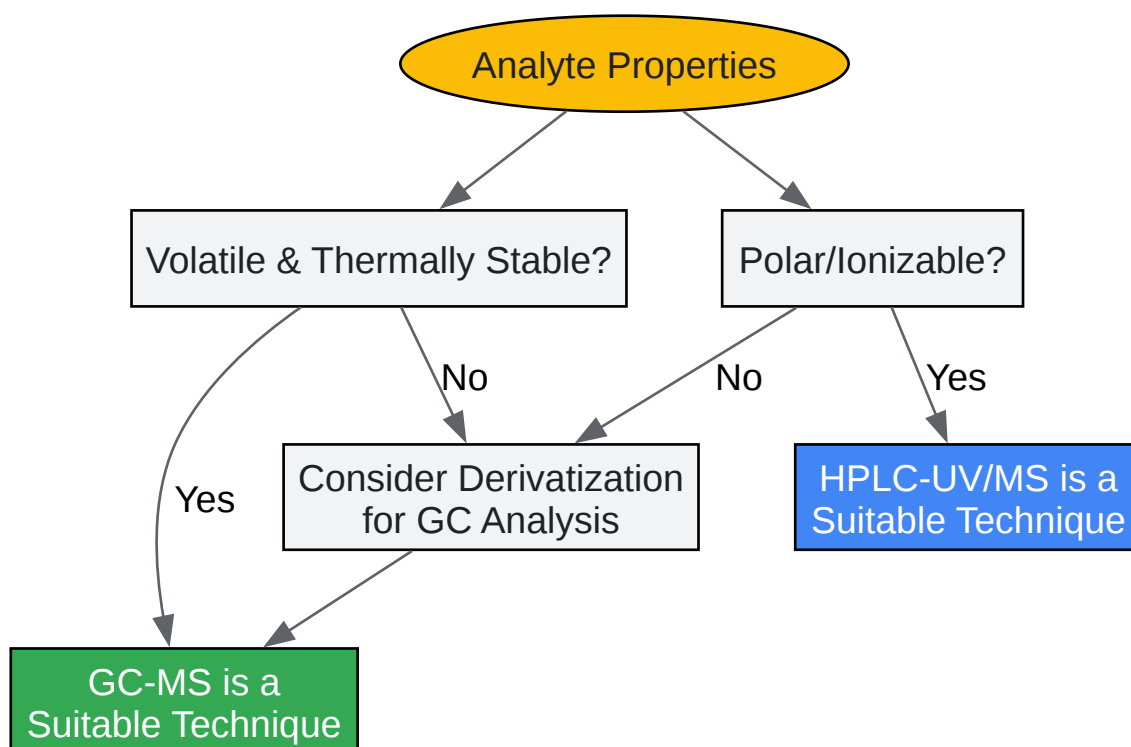 Analyte Properties
Volatile & Thermally Stable?
Polar/Ionizable?
No
No
Yes
Consider Derivatization
for GC Analysis
HPLC-UV/MS is a
Suitable Technique
Yes
GC-MS is a
Suitable Technique